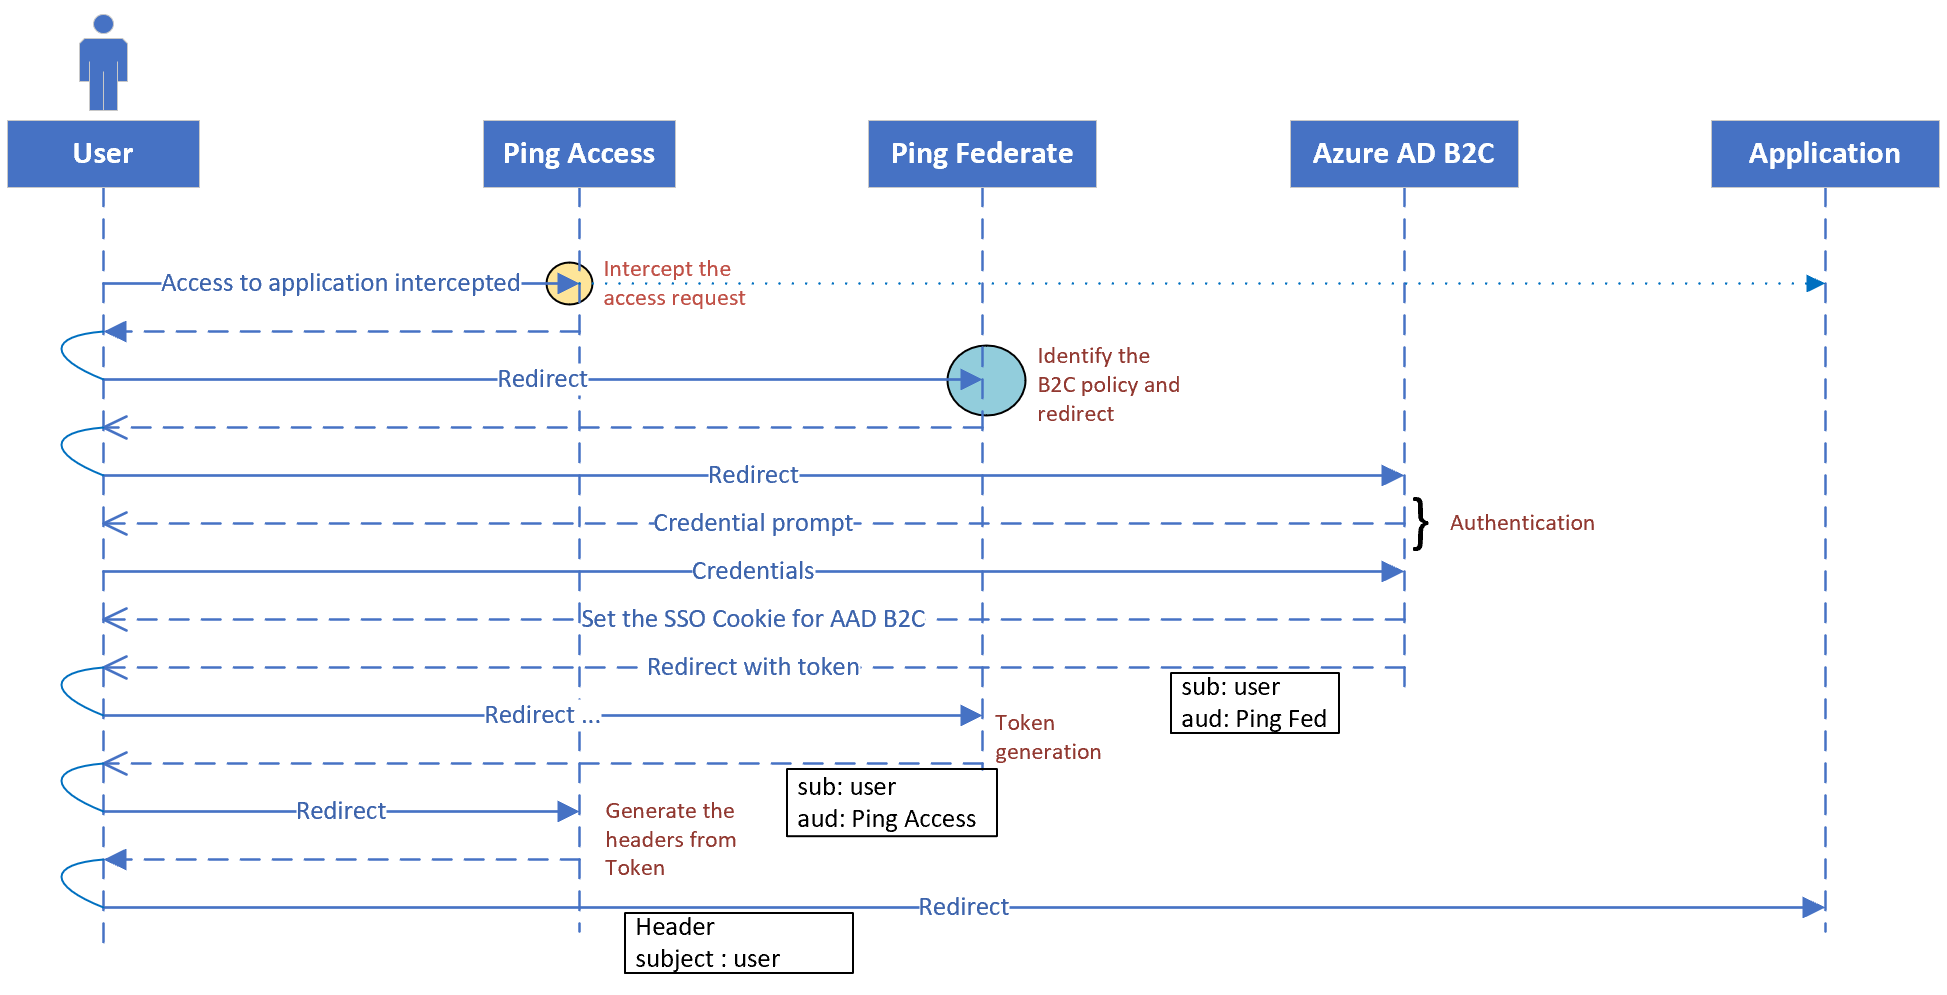 User
Ping Access
Ping Federate
Azure AD B2C
Application
Access to application intercepted
Intercept the
access request
Redirect
Identify the
B2C policy and
redirect
Redirect
Credential prompt
Authentication
Credentials
Set the SSO Cookie for AAD B2C
Redirect with token
sub: user
aud: Ping Fed
Redirect ...
Token
generation
sub: user
aud: Ping Access
Redirect
Generate the
headers from
Token
Redirect
Header
subject : user